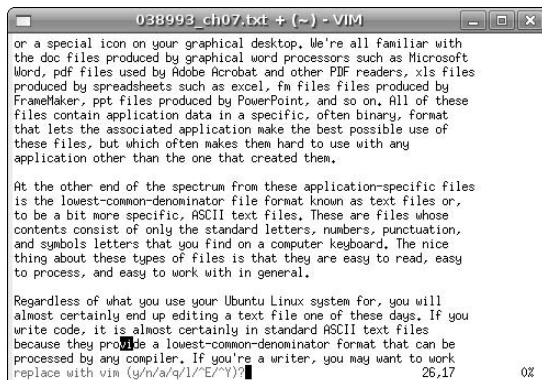 038993_ch07.txt + (~) - VIM
or a special icon on your graphical desktop. We're all familiar with
the doc files produced by graphical word processors such as Microsoft
Word, pdf files used by Adobe Acrobat and other PDF readers, xls files
produced by spreadsheets such as excel, fm files files produced by
FrameMaker, ppt files produced by PowerPoint, and so on. All of these
files contain application data in a specific, often binary, format
that lets the associated application make the best possible use of
these files, but which often makes them hard to use with any
application other than the one that created them.
At the other end of the spectrum from these application-specific files
is the lowest-common-denominator file format known as text files or,
to be a bit more specific, ASCII text files. These are files whose
contents consist of only the standard letters, numbers, punctuation,
and symbols letters that you find on a computer keyboard. The nice
thing about these types of files is that they are easy to read, easy
to process, and easy to work with in general.
Regardless of what you use your Ubuntu Linux system for, you will
almost certainly end up editing a text file one of these days. If you
write code, it is almost certainly in standard ASCII text files
because they provide a lowest-common-denominator format that can be
processed by any compiler. If you're a writer, you may want to work
replace with vim (y/n/a/q/l/^E/^Y)? 26,17 0%